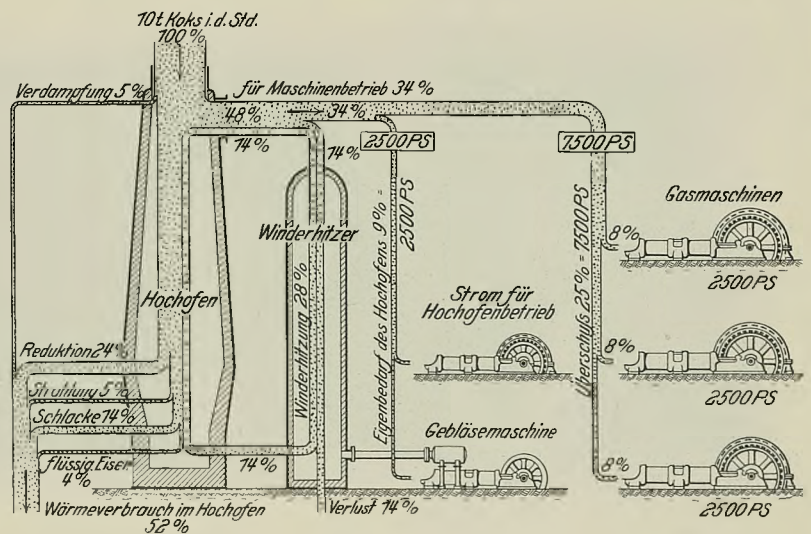 10t Koks i. d. Std.
100 %
Verdampfung 5 %
für Maschinenbetrieb 34 %
48 %
34 %
14 %
14 %
2500 PS
7500 PS
Winderhitzer
Hochofen
Winderhitzung 28 %
Eigenbedarf des Hochofens 9 % =
2500 PS
Überschuß 25 % = 7500 PS
Gasmaschinen
8 %
2500 PS
Strom für
Hochofenbetrieb
8 %
2500 PS
Reduktion 24 %
Strahlung 5 %
Schlacke 14 %
flüssig. Eisen
4 %
14 %
Gebläsemaschine
8 %
2500 PS
Wärmeverbrauch im Hochofen
52 %
Verlust 14 %